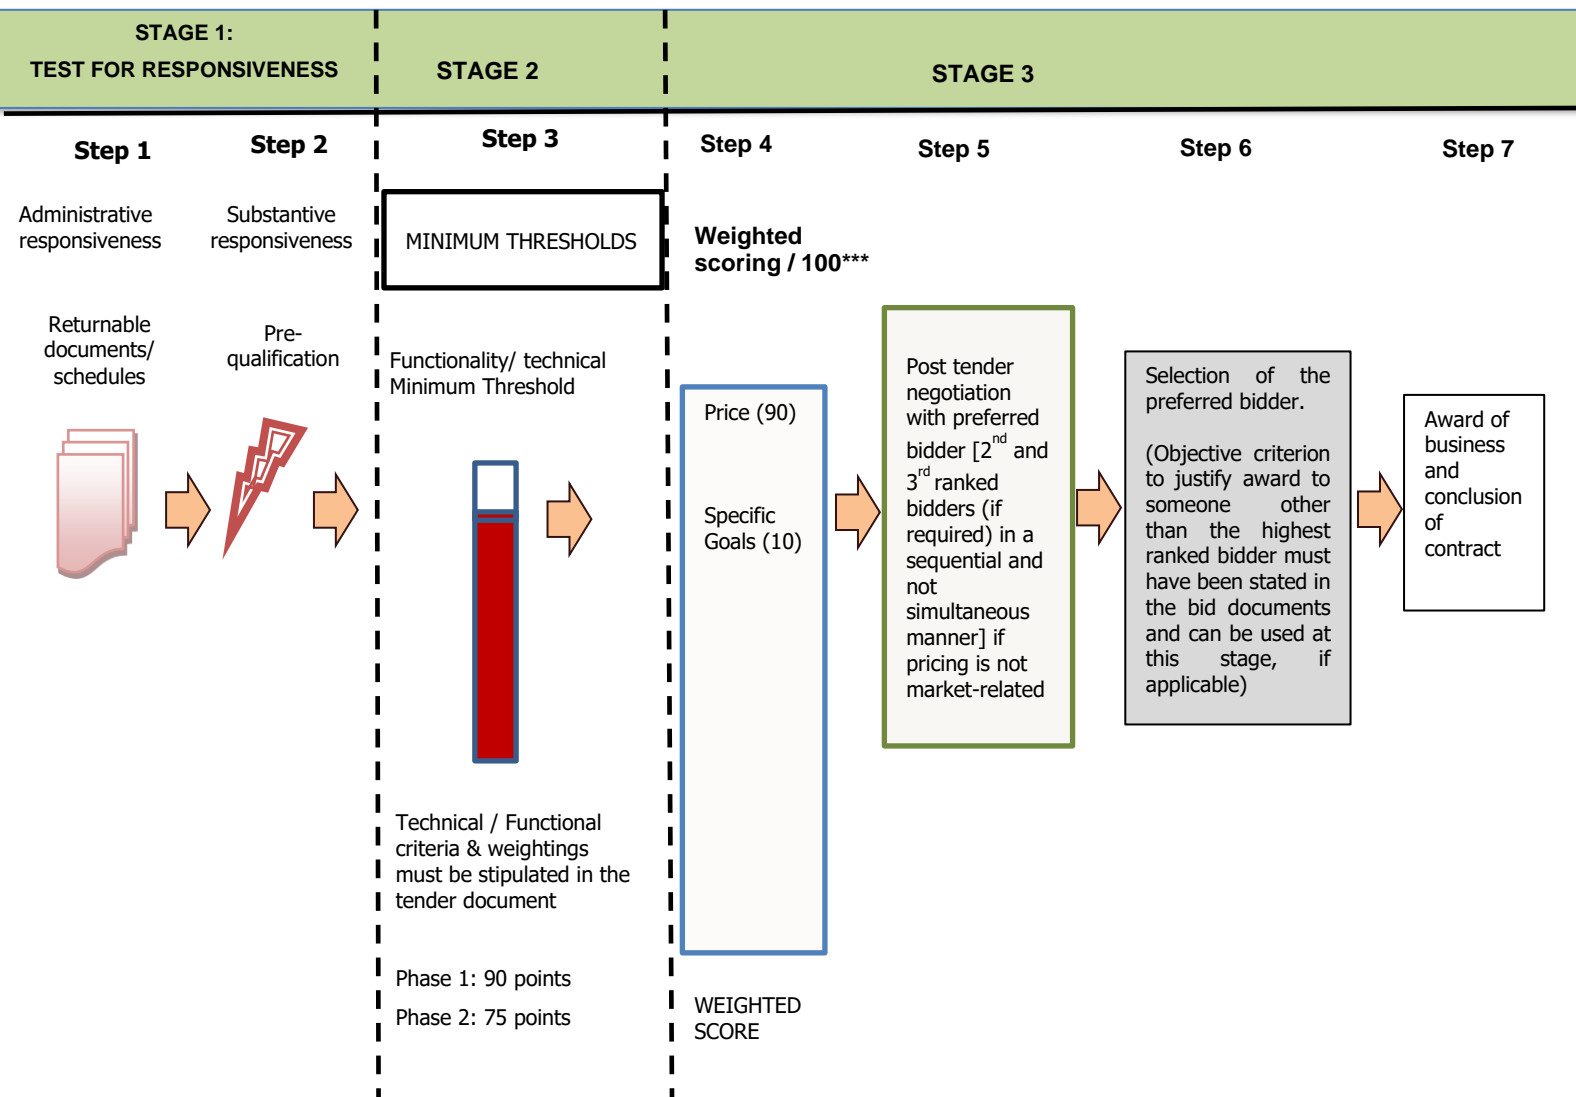 STAGE 1:
TEST FOR RESPONSIVENESS
STAGE 2
STAGE 3
Step 1
Step 2
Step 3
Step 4
Step 5
Step 6
Step 7
Administrative
responsiveness
Substantive
responsiveness
MINIMUM THRESHOLDS
Weighted
scoring / 100***
Returnable
documents/
schedules
Pre-
qualification
Functionality/ technical
Minimum Threshold
Technical / Functional
criteria & weightings
must be stipulated in the
tender document
Phase 1: 90 points
Phase 2: 75 points
Price (90)
Specific
Goals (10)
WEIGHTED
SCORE
Post tender
negotiation
with preferred
bidder [2nd and
3rd ranked
bidders (if
required) in a
sequential and
not
simultaneous
manner] if
pricing is not
market-related
Selection of the
preferred bidder.
(Objective criterion
to justify award to
someone other
than the highest
ranked bidder must
have been stated in
the bid documents
and can be used at
this stage, if
applicable)
Award of
business
and
conclusion
of
contract